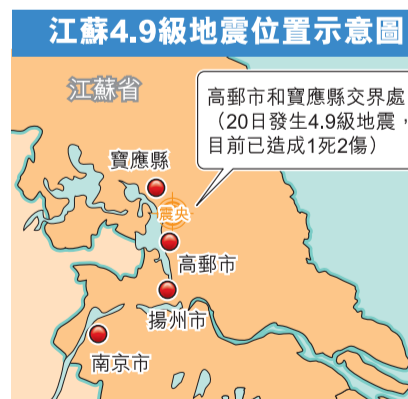 江蘇4.9級地震位置示意圖
江蘇省
高郵市和寶應縣交界處
（20日發生4.9級地震，
目前已造成1死2傷）
寶應縣
震央
高郵市
揚州市
南京市